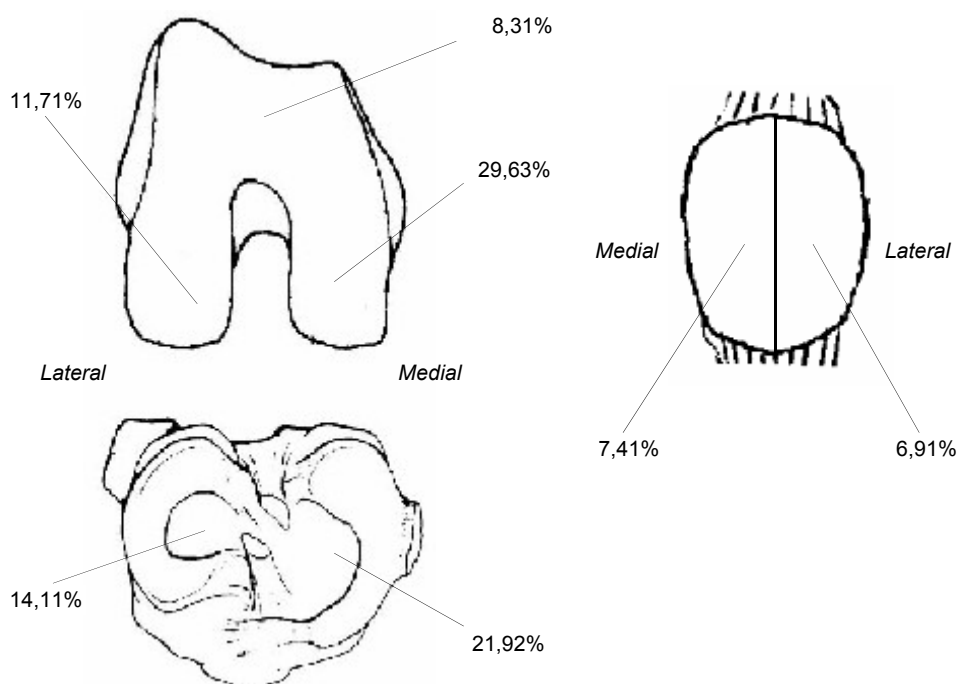 8,31%
11,71%
29,63%
Medial
Lateral
Lateral
Medial
7,41%
6,91%
14,11%
21,92%